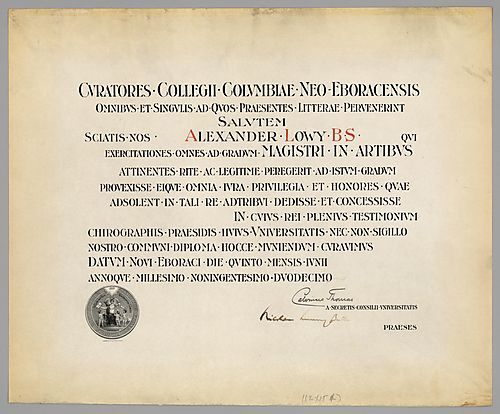 CVRATORES · COLLEGII · COLVMBIAE · NEO · EBORACENSIS
OMNIBVS · ET · SINGVLIS · AD · QVOS · PRAESENTES · LITTERAE · PERVENERINT
SALVTEM
SCIATIS · NOS · ALEXANDER · LOWY · B·S · QVI
EXERCITATIONES · OMNES · AD · GRADVM · MAGISTRI · IN · ARTIBVS
ATTINENTES · RITE · AC · LEGITIME · PEREGERIT · AD · ISTVM · GRADVM
PROVEXISSE · EIQVE · OMNIA · IVRA · PRIVILEGIA · ET · HONORES · QVAE
ADSOLENT · IN · TALI · RE · ADTRIBVI · DEDISSE · ET · CONCESSISSE
IN · CVIVS · REI · PLENIVS · TESTIMONIVM
CHIROGRAPHIS · PRAESIDIS · HVIVS · VNIVERSITATIS · NEC · NON · SIGILLO
NOSTRO · COMMVNI · DIPLOMA · HOCCE · MVNIENDVM · CVRAVIMVS
DATVM · NOVI · EBORACI · DIE · QVINTO · MENSIS · IVNII
ANNOQVE · MILLESIMO · NONINGENTESIMO · DVODECIMO
Thomas
A · SECRETIS · CONSILII · VNIVERSITATIS
PRAESES